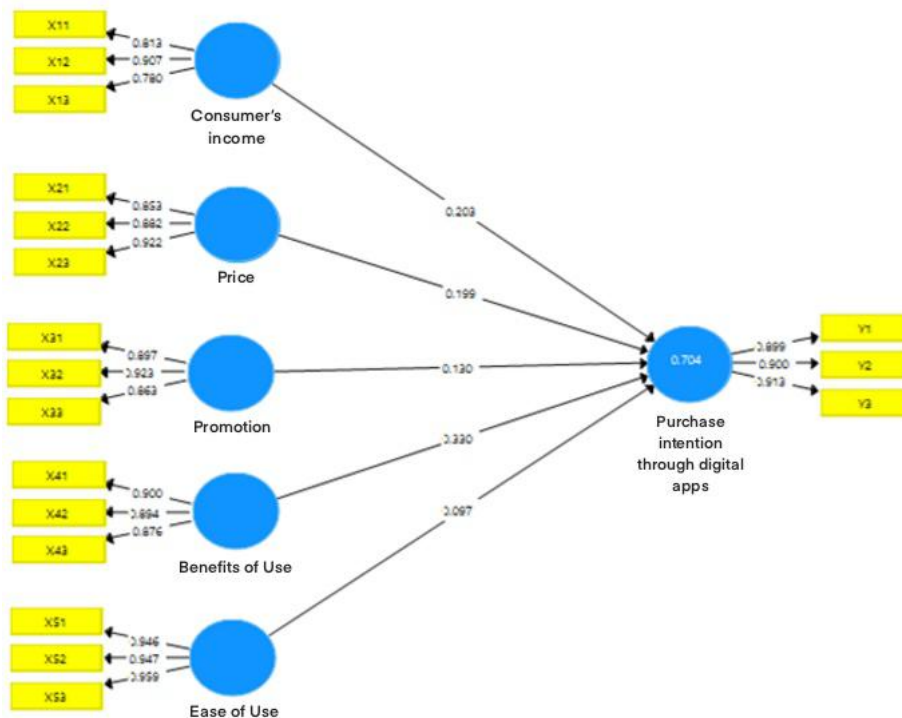 X11
0.813
X12
0.907
0.780
X13
Consumer's
income
X21
0.853
X22
0.882
0.922
X23
Price
0.203
0.199
X31
0.897
X32
0.923
0.863
X33
Promotion
0.130
0.704
Purchase
intention
through digital
apps
Y1
0.899
Y2
0.900
0.913
Y3
X41
0.900
X42
0.894
0.876
X43
Benefits of Use
0.330
0.097
X51
0.946
X52
0.947
0.959
X53
Ease of Use